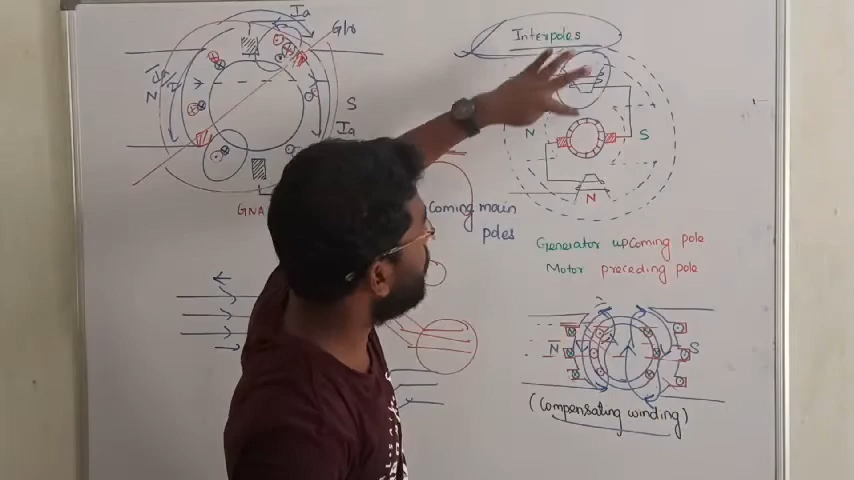 Ia
G/w
N
S
Ia
GNA
Interpoles
S
N
S
N
Coming main
poles
Generator upcoming pole
Motor preceding pole
N
S
(Compensating winding)